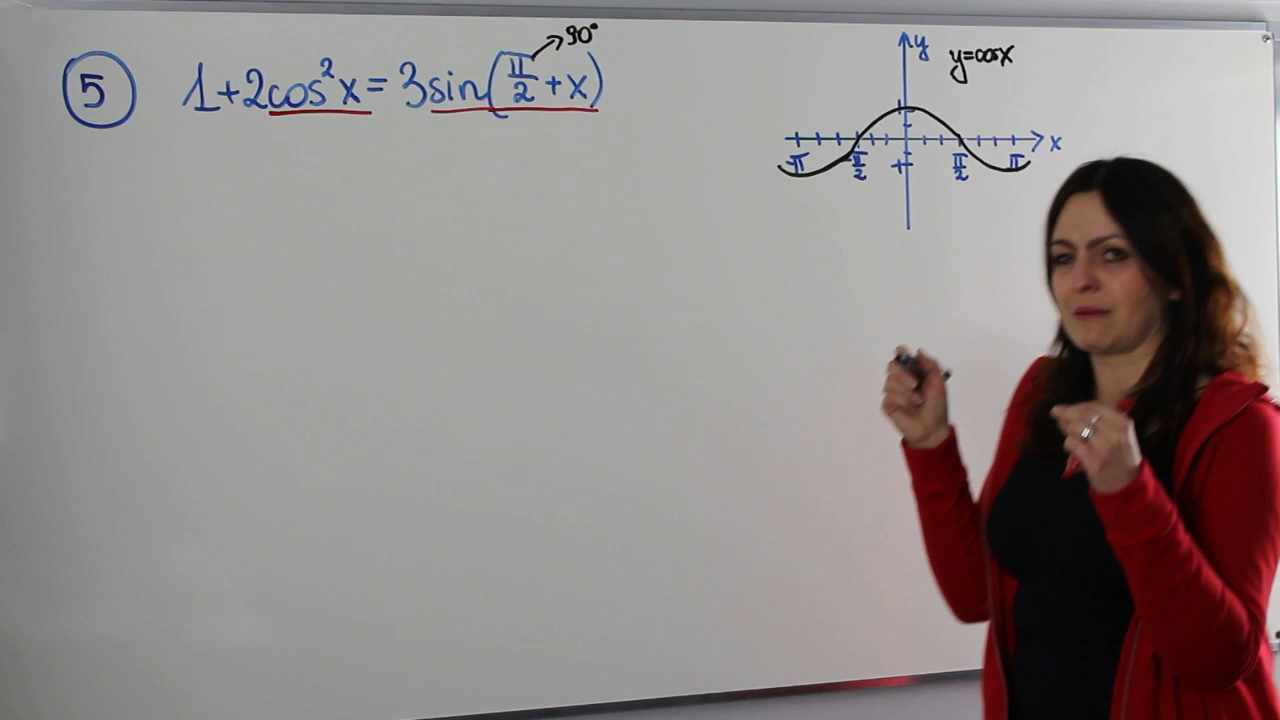 5 1+2cos²x = 3sin(π/2 + x)
90°
y
y=cosx
x
-π -π/2 π/2 π